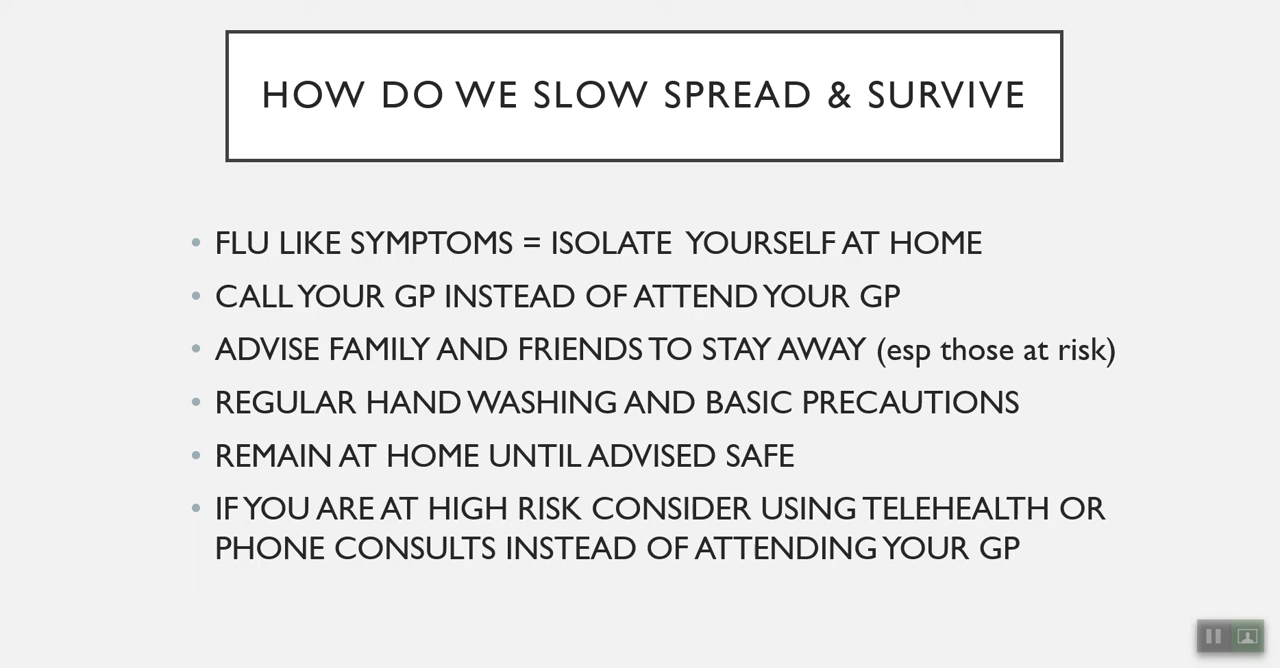 HOW DO WE SLOW SPREAD & SURVIVE
• FLU LIKE SYMPTOMS = ISOLATE YOURSELF AT HOME
• CALL YOUR GP INSTEAD OF ATTEND YOUR GP
• ADVISE FAMILY AND FRIENDS TO STAY AWAY (esp those at risk)
• REGULAR HAND WASHING AND BASIC PRECAUTIONS
• REMAIN AT HOME UNTIL ADVISED SAFE
• IF YOU ARE AT HIGH RISK CONSIDER USING TELEHEALTH OR
PHONE CONSULTS INSTEAD OF ATTENDING YOUR GP